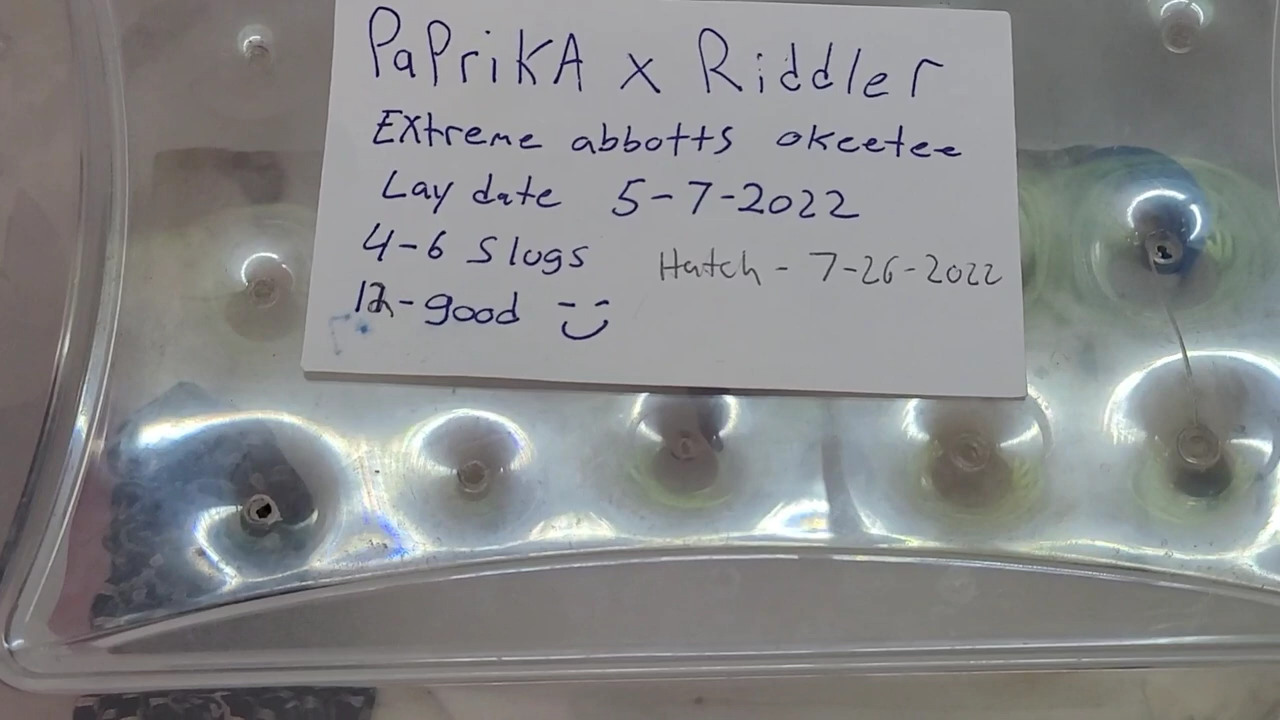 PaPriKA x Riddler
Extreme abbotts okeetee
Lay date 5-7-2022
4-6 Slugs
Hatch - 7-26-2022
12-good